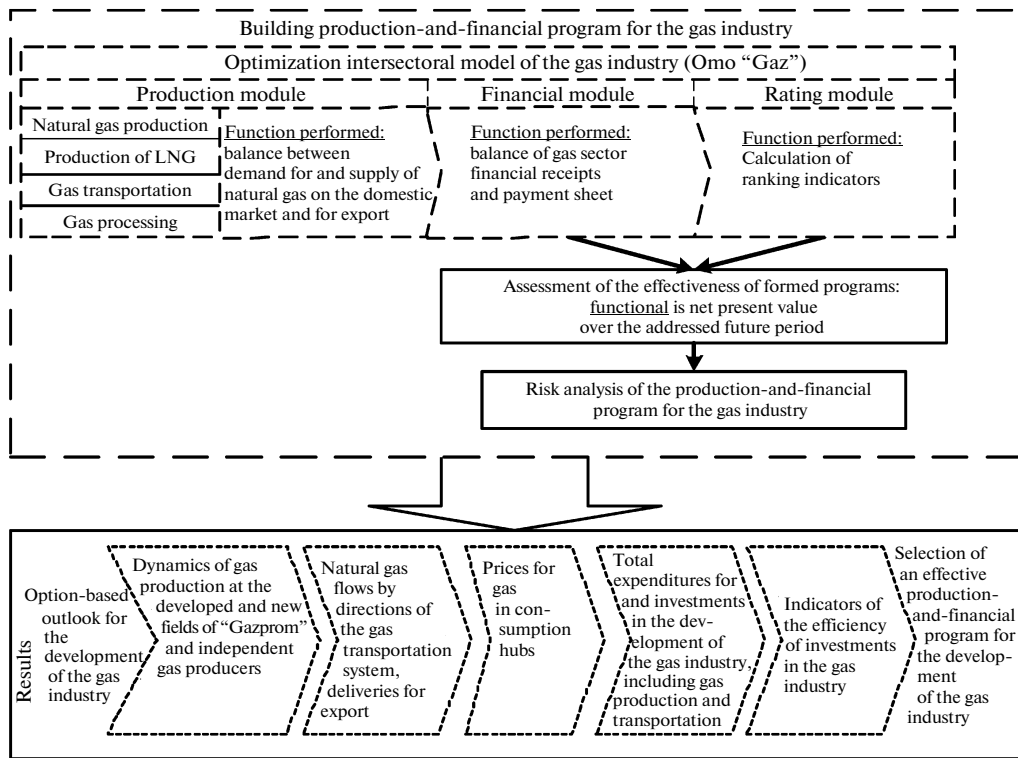 Building production-and-financial program for the gas industry
Optimization intersectoral model of the gas industry (Omo “Gaz”)
Production module
Financial module
Rating module
Natural gas production
Production of LNG
Gas transportation
Gas processing
Function performed:
balance between
demand for and supply of
natural gas on the domestic
market and for export
Function performed:
balance of gas sector
financial receipts
and payment sheet
Function performed:
Calculation of
ranking indicators
Assessment of the effectiveness of formed programs:
functional is net present value
over the addressed future period
Risk analysis of the production-and-financial
program for the gas industry
Results
Option-based
outlook for
the
development
of the gas
industry
Dynamics of gas
production at the
developed and new
fields of “Gazprom”
and independent
gas producers
Natural gas
flows by
directions of
the gas
transportation
system,
deliveries for
export
Prices for
gas
in con-
sumption
hubs
Total
expenditures for
and investments
in the dev-
elopment of
the gas industry,
including gas
production and
transportation
Indicators of
the efficiency
of investments
in the gas
industry
Selection of
an effective
production-
and-financial
program for
the develop-
ment
of the gas
industry